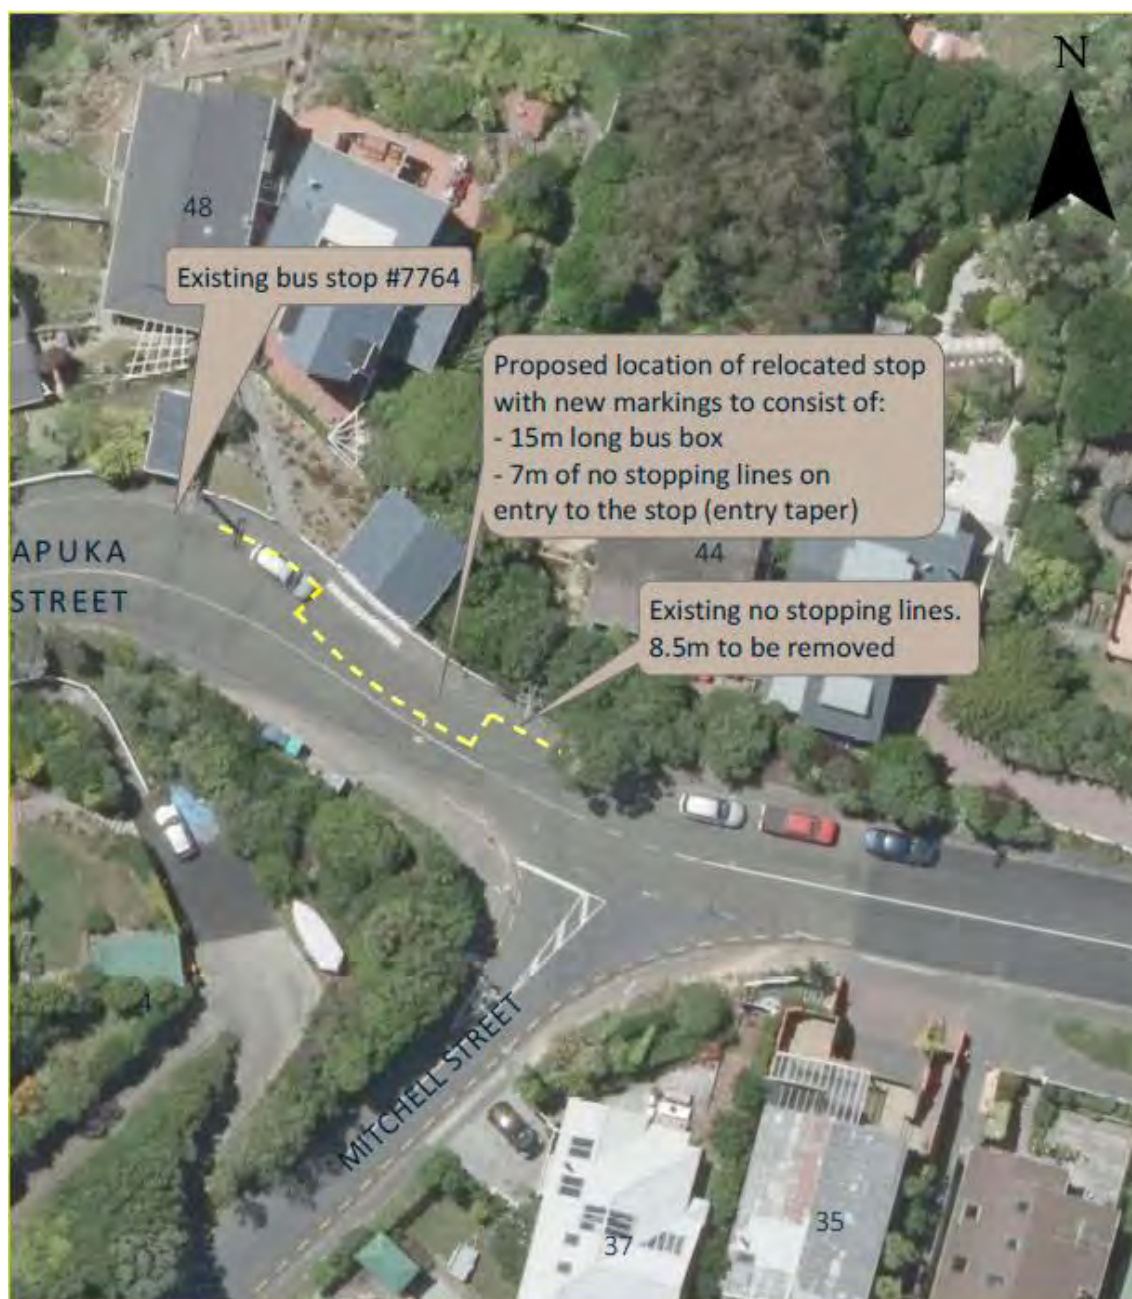 N
48
Existing bus stop #7764
Proposed location of relocated stop
with new markings to consist of:
- 15m long bus box
- 7m of no stopping lines on
entry to the stop (entry taper)
44
APUKA
STREET
Existing no stopping lines.
8.5m to be removed
4
MITCHELL STREET
37
35